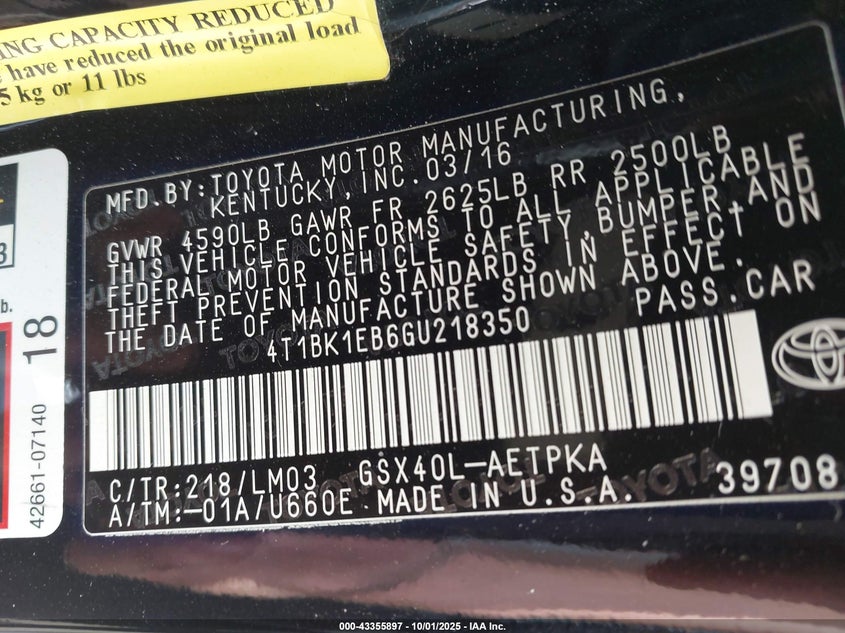 ING CAPACITY REDUCED
have reduced the original load
5 kg or 11 lbs
MFD.BY:TOYOTA MOTOR MANUFACTURING,
KENTUCKY,INC.03/16
GVWR 4590LB GAWR FR 2625LB RR 2500LB
THIS VEHICLE CONFORMS TO ALL APPLICABLE
FEDERAL MOTOR VEHICLE SAFETY,BUMPER,AND
THEFT PREVENTION STANDARDS IN EFFECT ON
THE DATE OF MANUFACTURE SHOWN ABOVE.
4T1BK1EB6GU218350
PASS.CAR
C/TR:218/LM03 GSX40L-AETPKA
A/TM:-01A/U660E MADE IN U.S.A.
39708
3
b.
18
42661-07140
TOYOTA
000-43355897 - 10/01/2025 - IAA Inc.